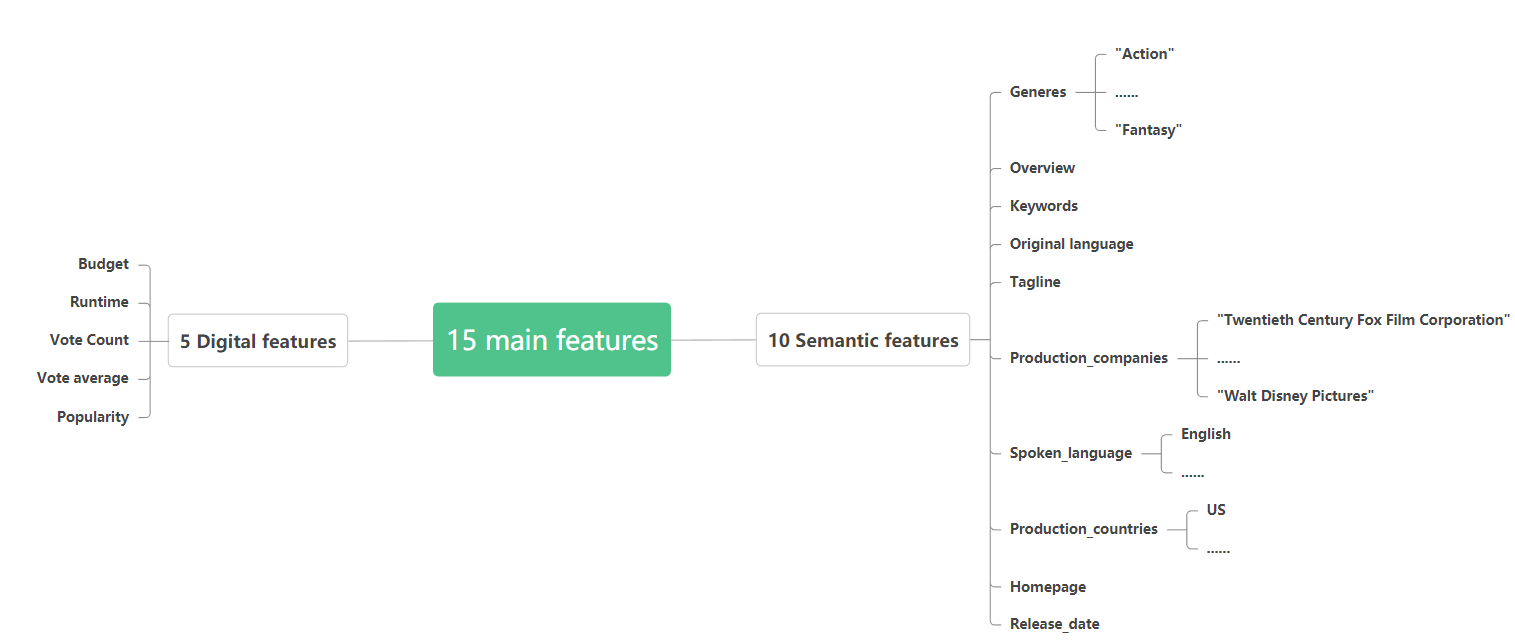 15 main features
5 Digital features
Budget
Runtime
Vote Count
Vote average
Popularity
10 Semantic features
Generes
"Action"
......
"Fantasy"
Overview
Keywords
Original language
Tagline
Production_companies
"Twentieth Century Fox Film Corporation"
......
"Walt Disney Pictures"
Spoken_language
English
......
Production_countries
US
......
Homepage
Release_date